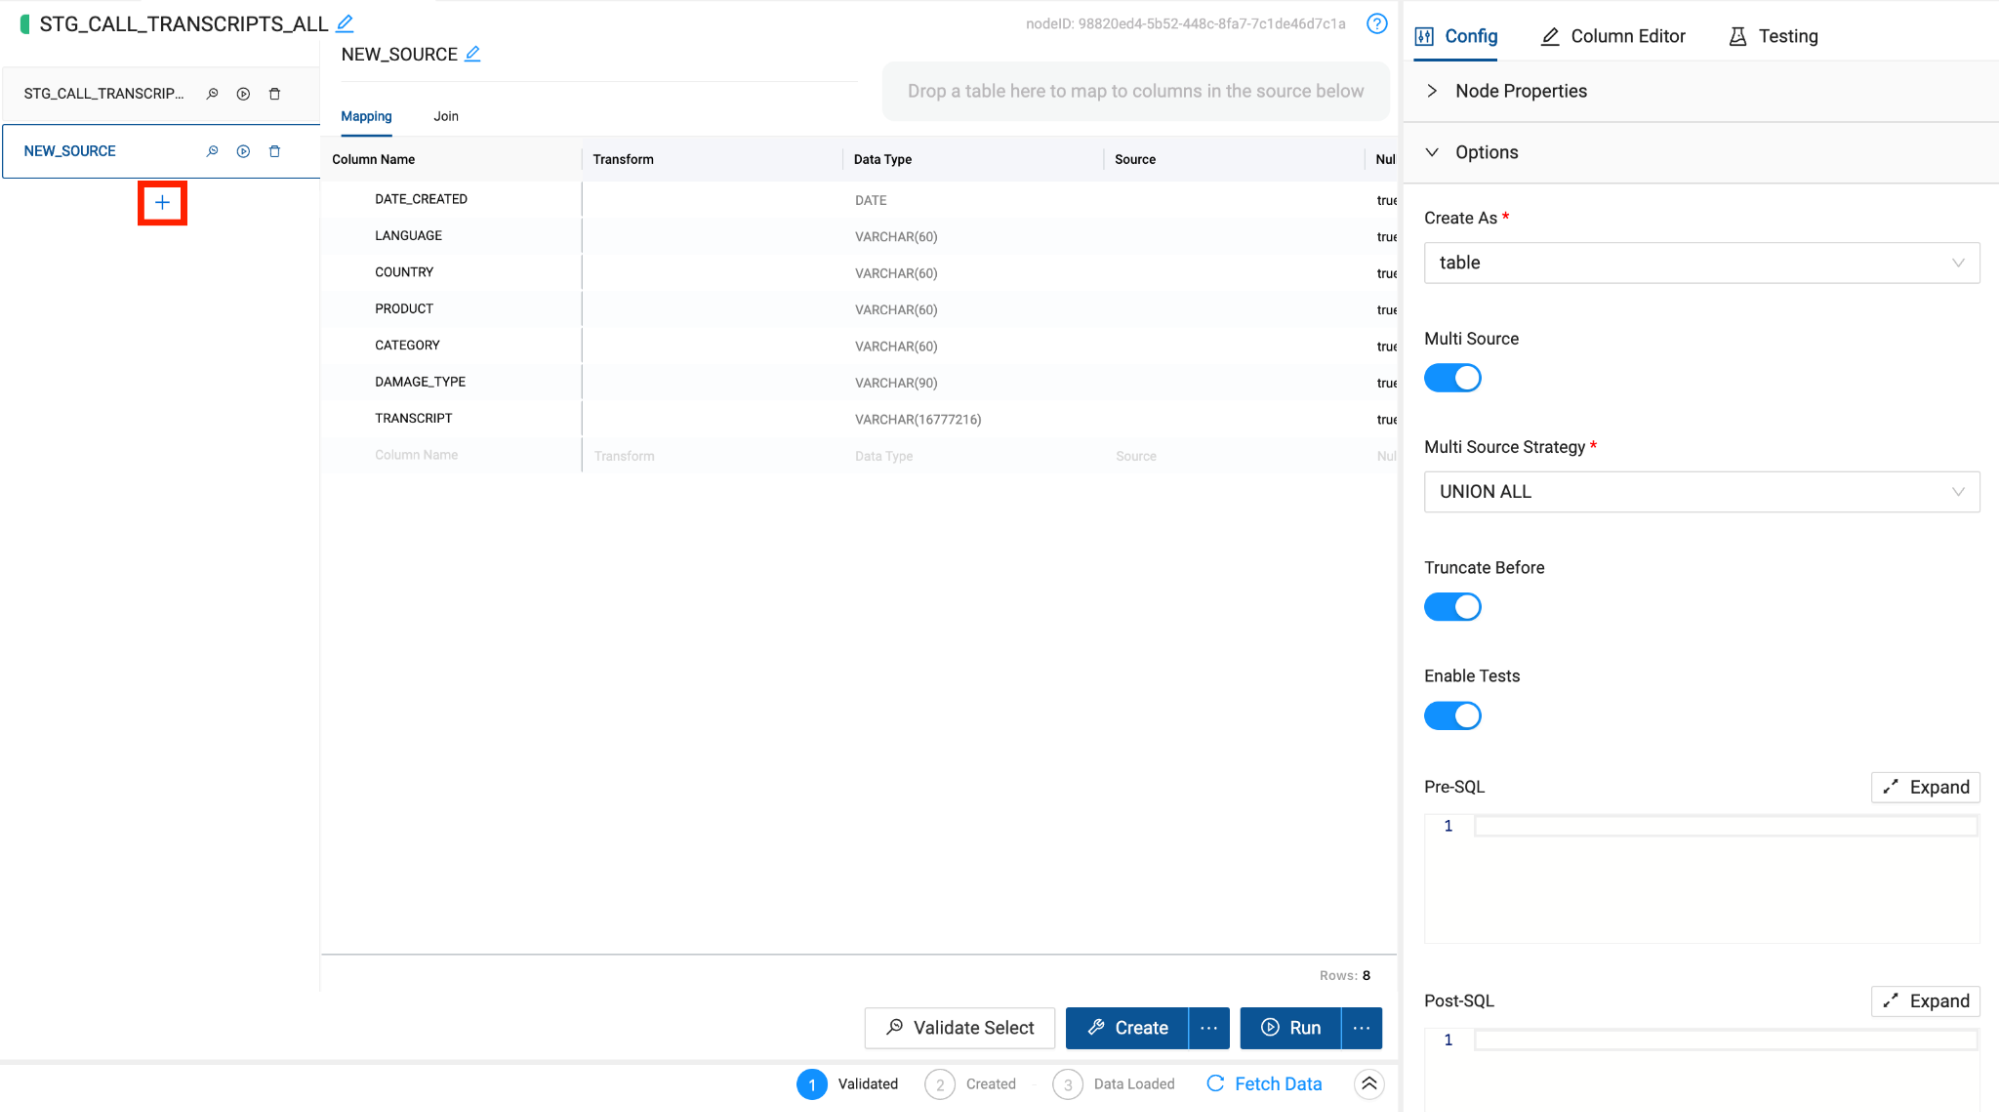 STG_CALL_TRANSCRIPTS_ALL
nodeID: 98820ed4-5b52-448c-8fa7-7c1de46d7c1a
?
NEW_SOURCE
Drop a table here to map to columns in the source below
STG_CALL_TRANSCRIP...
NEW_SOURCE
+
Mapping
Join
Column Name
Transform
Data Type
Source
Nul
DATE_CREATED
DATE
true
LANGUAGE
VARCHAR(60)
true
COUNTRY
VARCHAR(60)
true
PRODUCT
VARCHAR(60)
true
CATEGORY
VARCHAR(60)
true
DAMAGE_TYPE
VARCHAR(90)
true
TRANSCRIPT
VARCHAR(16777216)
true
Column Name
Transform
Data Type
Source
Nul
Rows: 8
Validate Select
Create
...
Run
...
1 Validated
2 Created
3 Data Loaded
Fetch Data
Config
Column Editor
Testing
Node Properties
Options
Create As *
table
Multi Source
Multi Source Strategy *
UNION ALL
Truncate Before
Enable Tests
Pre-SQL
Expand
1
Post-SQL
Expand
1